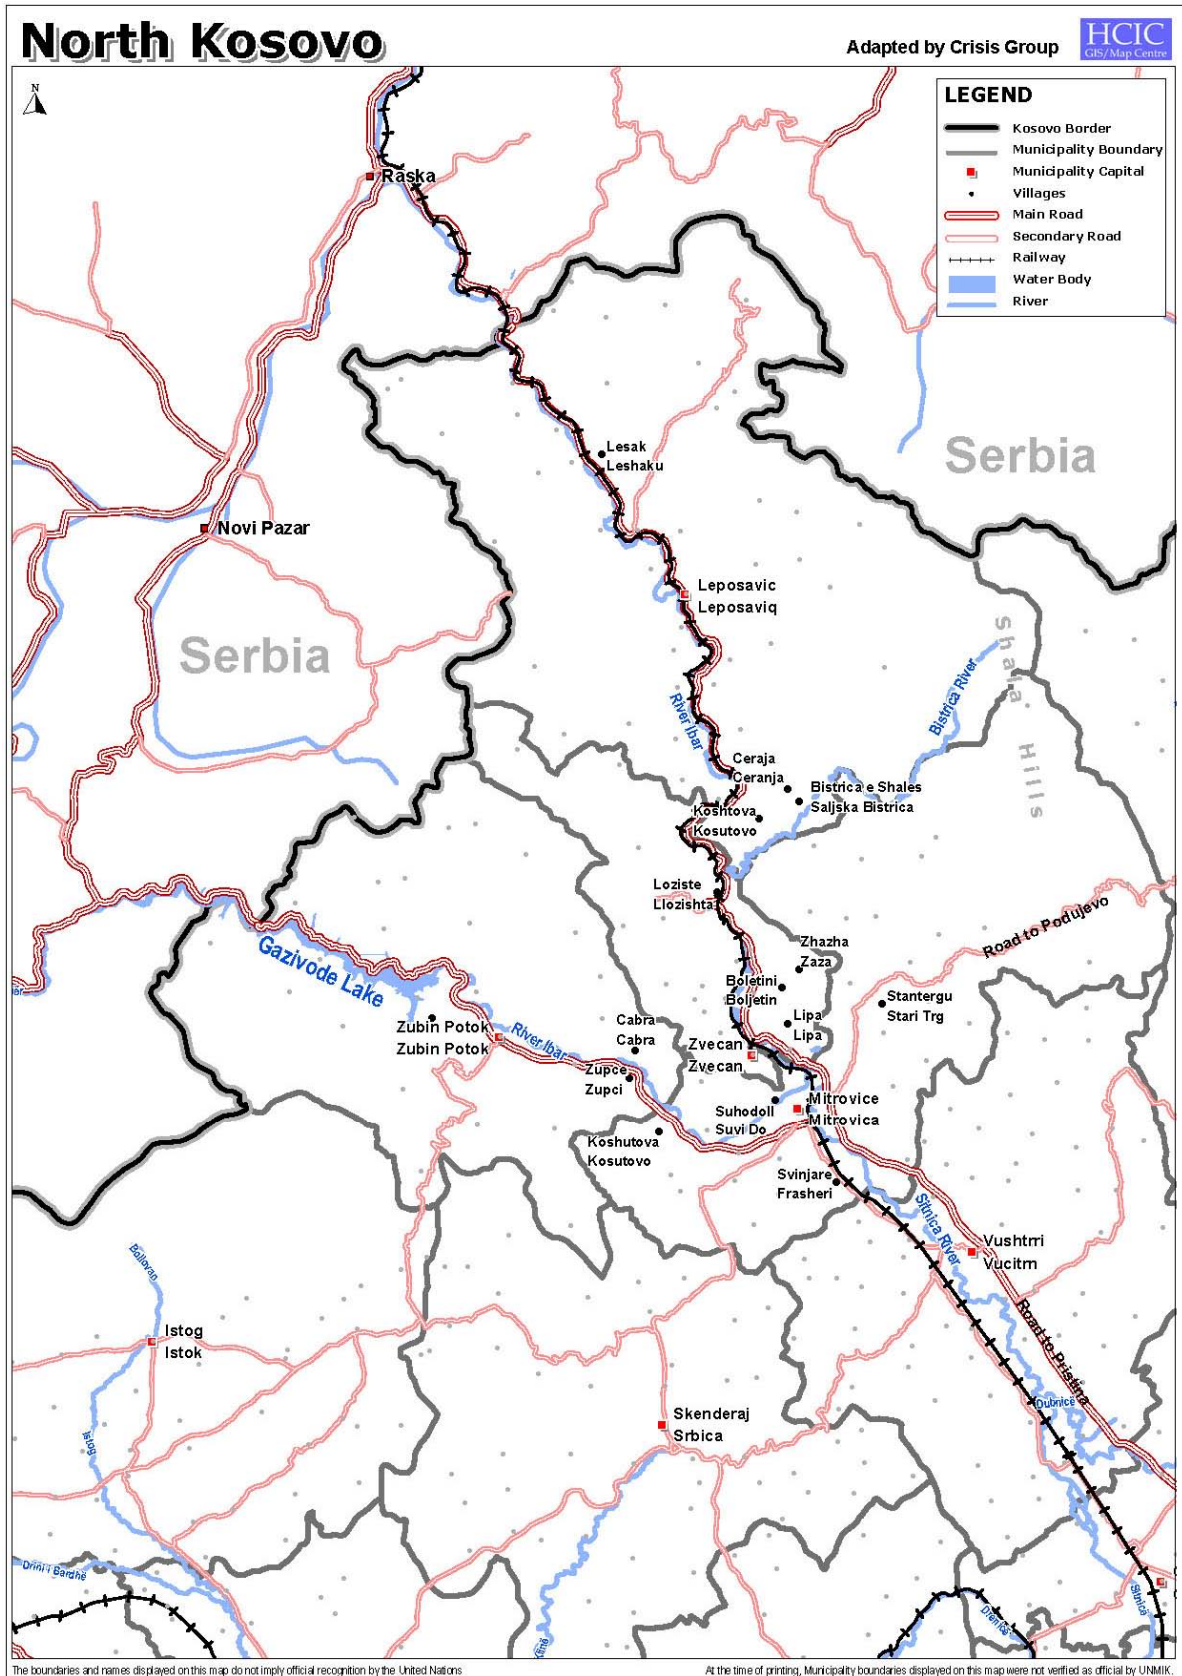 North Kosovo
Adapted by Crisis Group
HCIC
GIS/Map Centre
N
LEGEND
Kosovo Border
Municipality Boundary
Municipality Capital
Villages
Main Road
Secondary Road
Railway
Water Body
River
Raska
Serbia
Lesak
Leshaku
Novi Pazar
Leposavic
Leposaviq
Serbia
Shala Hills
Bistrica River
River Ibar
Ceraja
Ceranja
Bistrica e Shales
Saljska Bistrica
Koshtova
Kosutovo
Loziste
Llozishta
Road to Podujevo
Gazivode Lake
Zhazha
Zaza
Boletini
Boljetin
Stantergu
Stari Trg
Lipa
Lipa
Zubin Potok
Zubin Potok
River Ibar
Cabra
Cabra
Zvecan
Zvecan
Zupce
Zupci
Suhodoll
Suvi Do
Mitrovice
Mitrovica
Koshutova
Kosutovo
Svinjare
Frasheri
Sitnica River
Vushtrri
Vucitrn
Road to Pristina
Istog
Istok
Istog
Dubnicë
Skenderaj
Srbica
Drini i Bardhë
Drenica
Sitnicë
The boundaries and names displayed on this map do not imply official recognition by the United Nations
At the time of printing, Municipality boundaries displayed on this map were not verified as official by UNMIK.